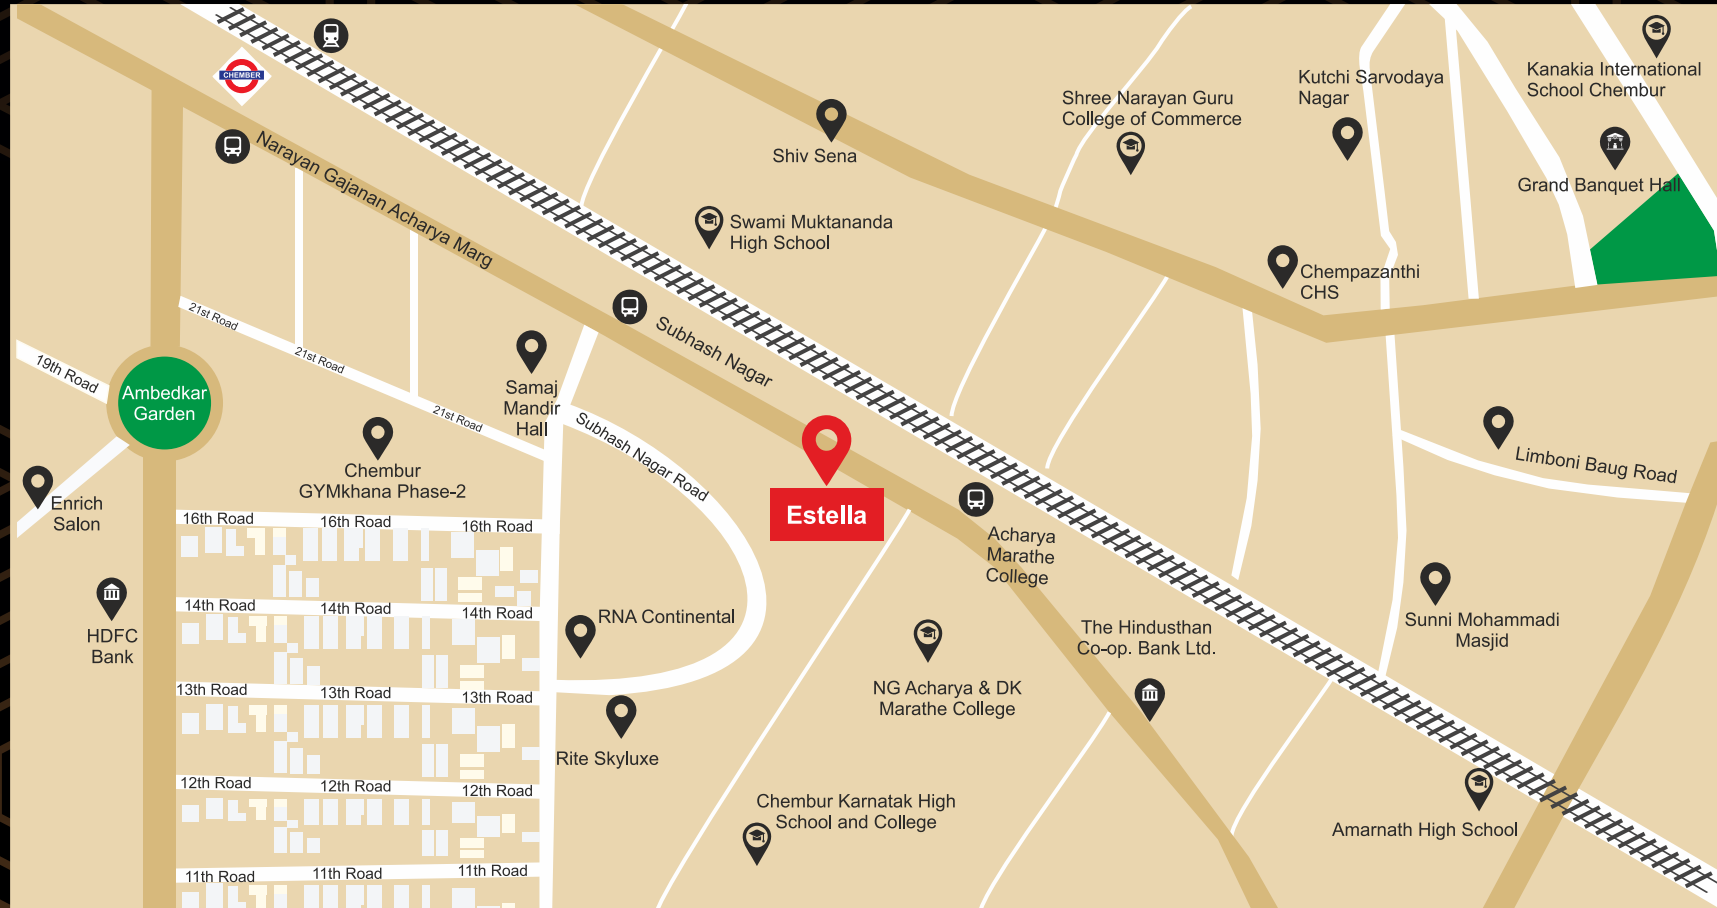 CHEMBER
Narayan Gajanan Acharya Marg
Shiv Sena
Shree Narayan Guru
College of Commerce
Kutchi Sarvodaya
Nagar
Kanakia International
School Chembur
Grand Banquet Hall
Swami Muktananda
High School
Chempazanthi
CHS
21st Road
21st Road
21st Road
19th Road
Ambedkar
Garden
Subhash Nagar
Samaj
Mandir
Hall
Subhash Nagar Road
Chembur
GYMkhana Phase-2
Enrich
Salon
Estella
Limboni Baug Road
16th Road
16th Road
16th Road
Acharya
Marathe
College
HDFC
Bank
14th Road
14th Road
14th Road
RNA Continental
The Hindusthan
Co-op. Bank Ltd.
Sunni Mohammadi
Masjid
13th Road
13th Road
13th Road
NG Acharya & DK
Marathe College
Rite Skyluxe
12th Road
12th Road
12th Road
Chembur Karnatak High
School and College
Amarnath High School
11th Road
11th Road
11th Road